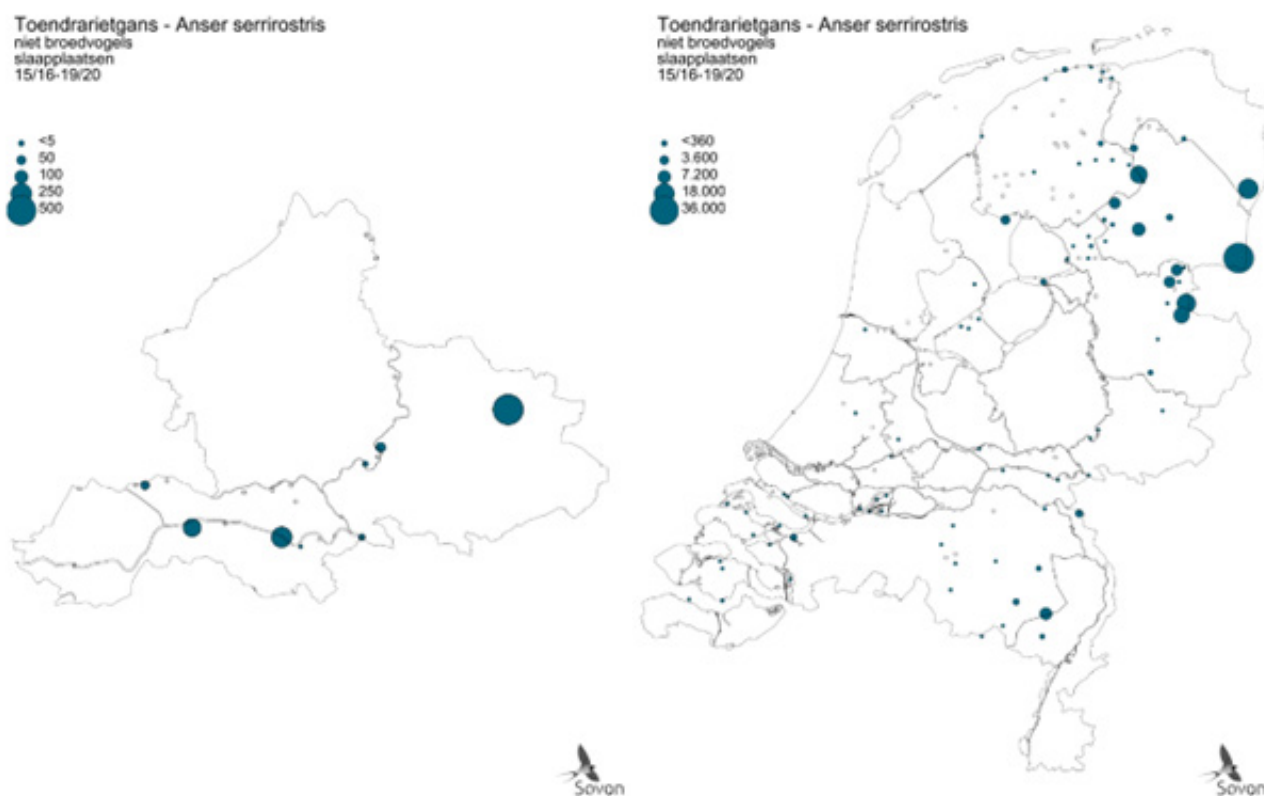 Toendrarietgans - Anser serrirostris
niet broedvogels
slaapplaatsen
15/16-19/20
<5
50
100
250
500
Sovon
Toendrarietgans - Anser serrirostris
niet broedvogels
slaapplaatsen
15/16-19/20
<360
3.600
7.200
18.000
36.000
Sovon